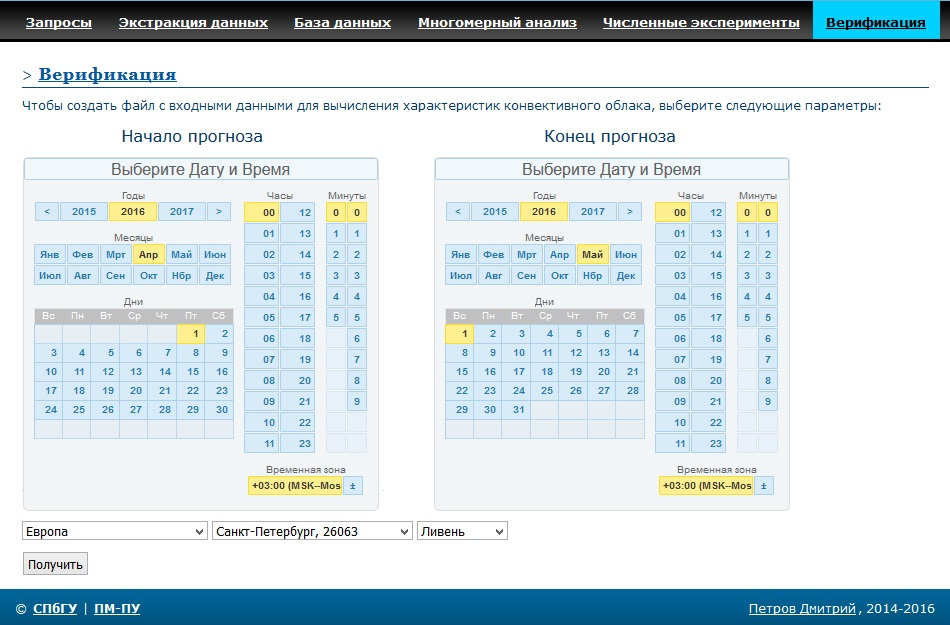 Запросы Экстракция данных База данных Многомерный анализ Численные эксперименты Верификация
> Верификация
Чтобы создать файл с входными данными для вычисления характеристик конвективного облака, выберите следующие параметры:
Начало прогноза
Выберите Дату и Время
Годы
< 2015 2016 2017 >
Месяцы
Янв Фев Мрт Апр Май Июн
Июл Авг Сен Окт Нбр Дек
Дни
Вс Пн Вт Ср Чт Пт Сб
1 2
3 4 5 6 7 8 9
10 11 12 13 14 15 16
17 18 19 20 21 22 23
24 25 26 27 28 29 30
Часы
00 12
01 13
02 14
03 15
04 16
05 17
06 18
07 19
08 20
09 21
10 22
11 23
Минуты
0 0
1 1
2 2
3 3
4 4
5 5
6
7
8
9
Временная зона
+03:00 (MSK--Mos ±
Конец прогноза
Выберите Дату и Время
Годы
< 2015 2016 2017 >
Месяцы
Янв Фев Мрт Апр Май Июн
Июл Авг Сен Окт Нбр Дек
Дни
Вс Пн Вт Ср Чт Пт Сб
1 2 3 4 5 6 7
8 9 10 11 12 13 14
15 16 17 18 19 20 21
22 23 24 25 26 27 28
29 30 31
Часы
00 12
01 13
02 14
03 15
04 16
05 17
06 18
07 19
08 20
09 21
10 22
11 23
Минуты
0 0
1 1
2 2
3 3
4 4
5 5
6
7
8
9
Временная зона
+03:00 (MSK--Mos ±
Европа Санкт-Петербург, 26063 Ливень
Получить
© СПбГУ | ПМ-ПУ Петров Дмитрий, 2014-2016